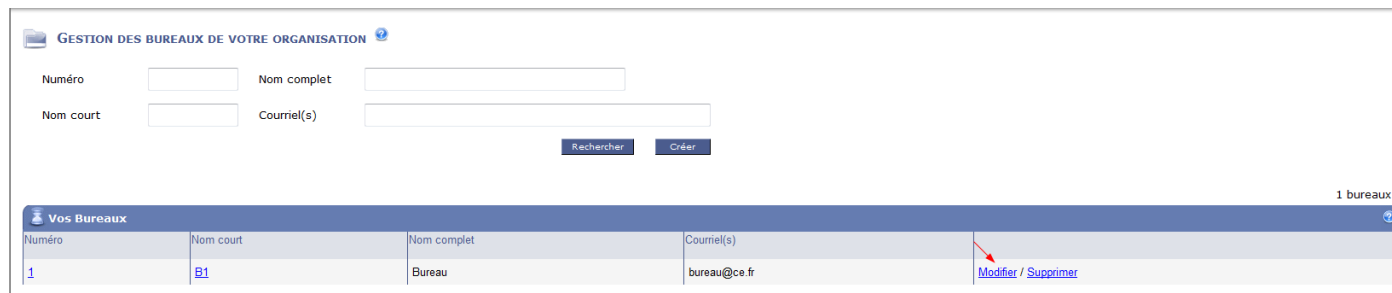 GESTION DES BUREAUX DE VOTRE ORGANISATION ?
Numéro Nom complet
Nom court Courriel(s)
Rechercher Créer
1 bureaux
Vos Bureaux ?
Numéro Nom court Nom complet Courriel(s)
1 B1 Bureau bureau@ce.fr Modifier / Supprimer